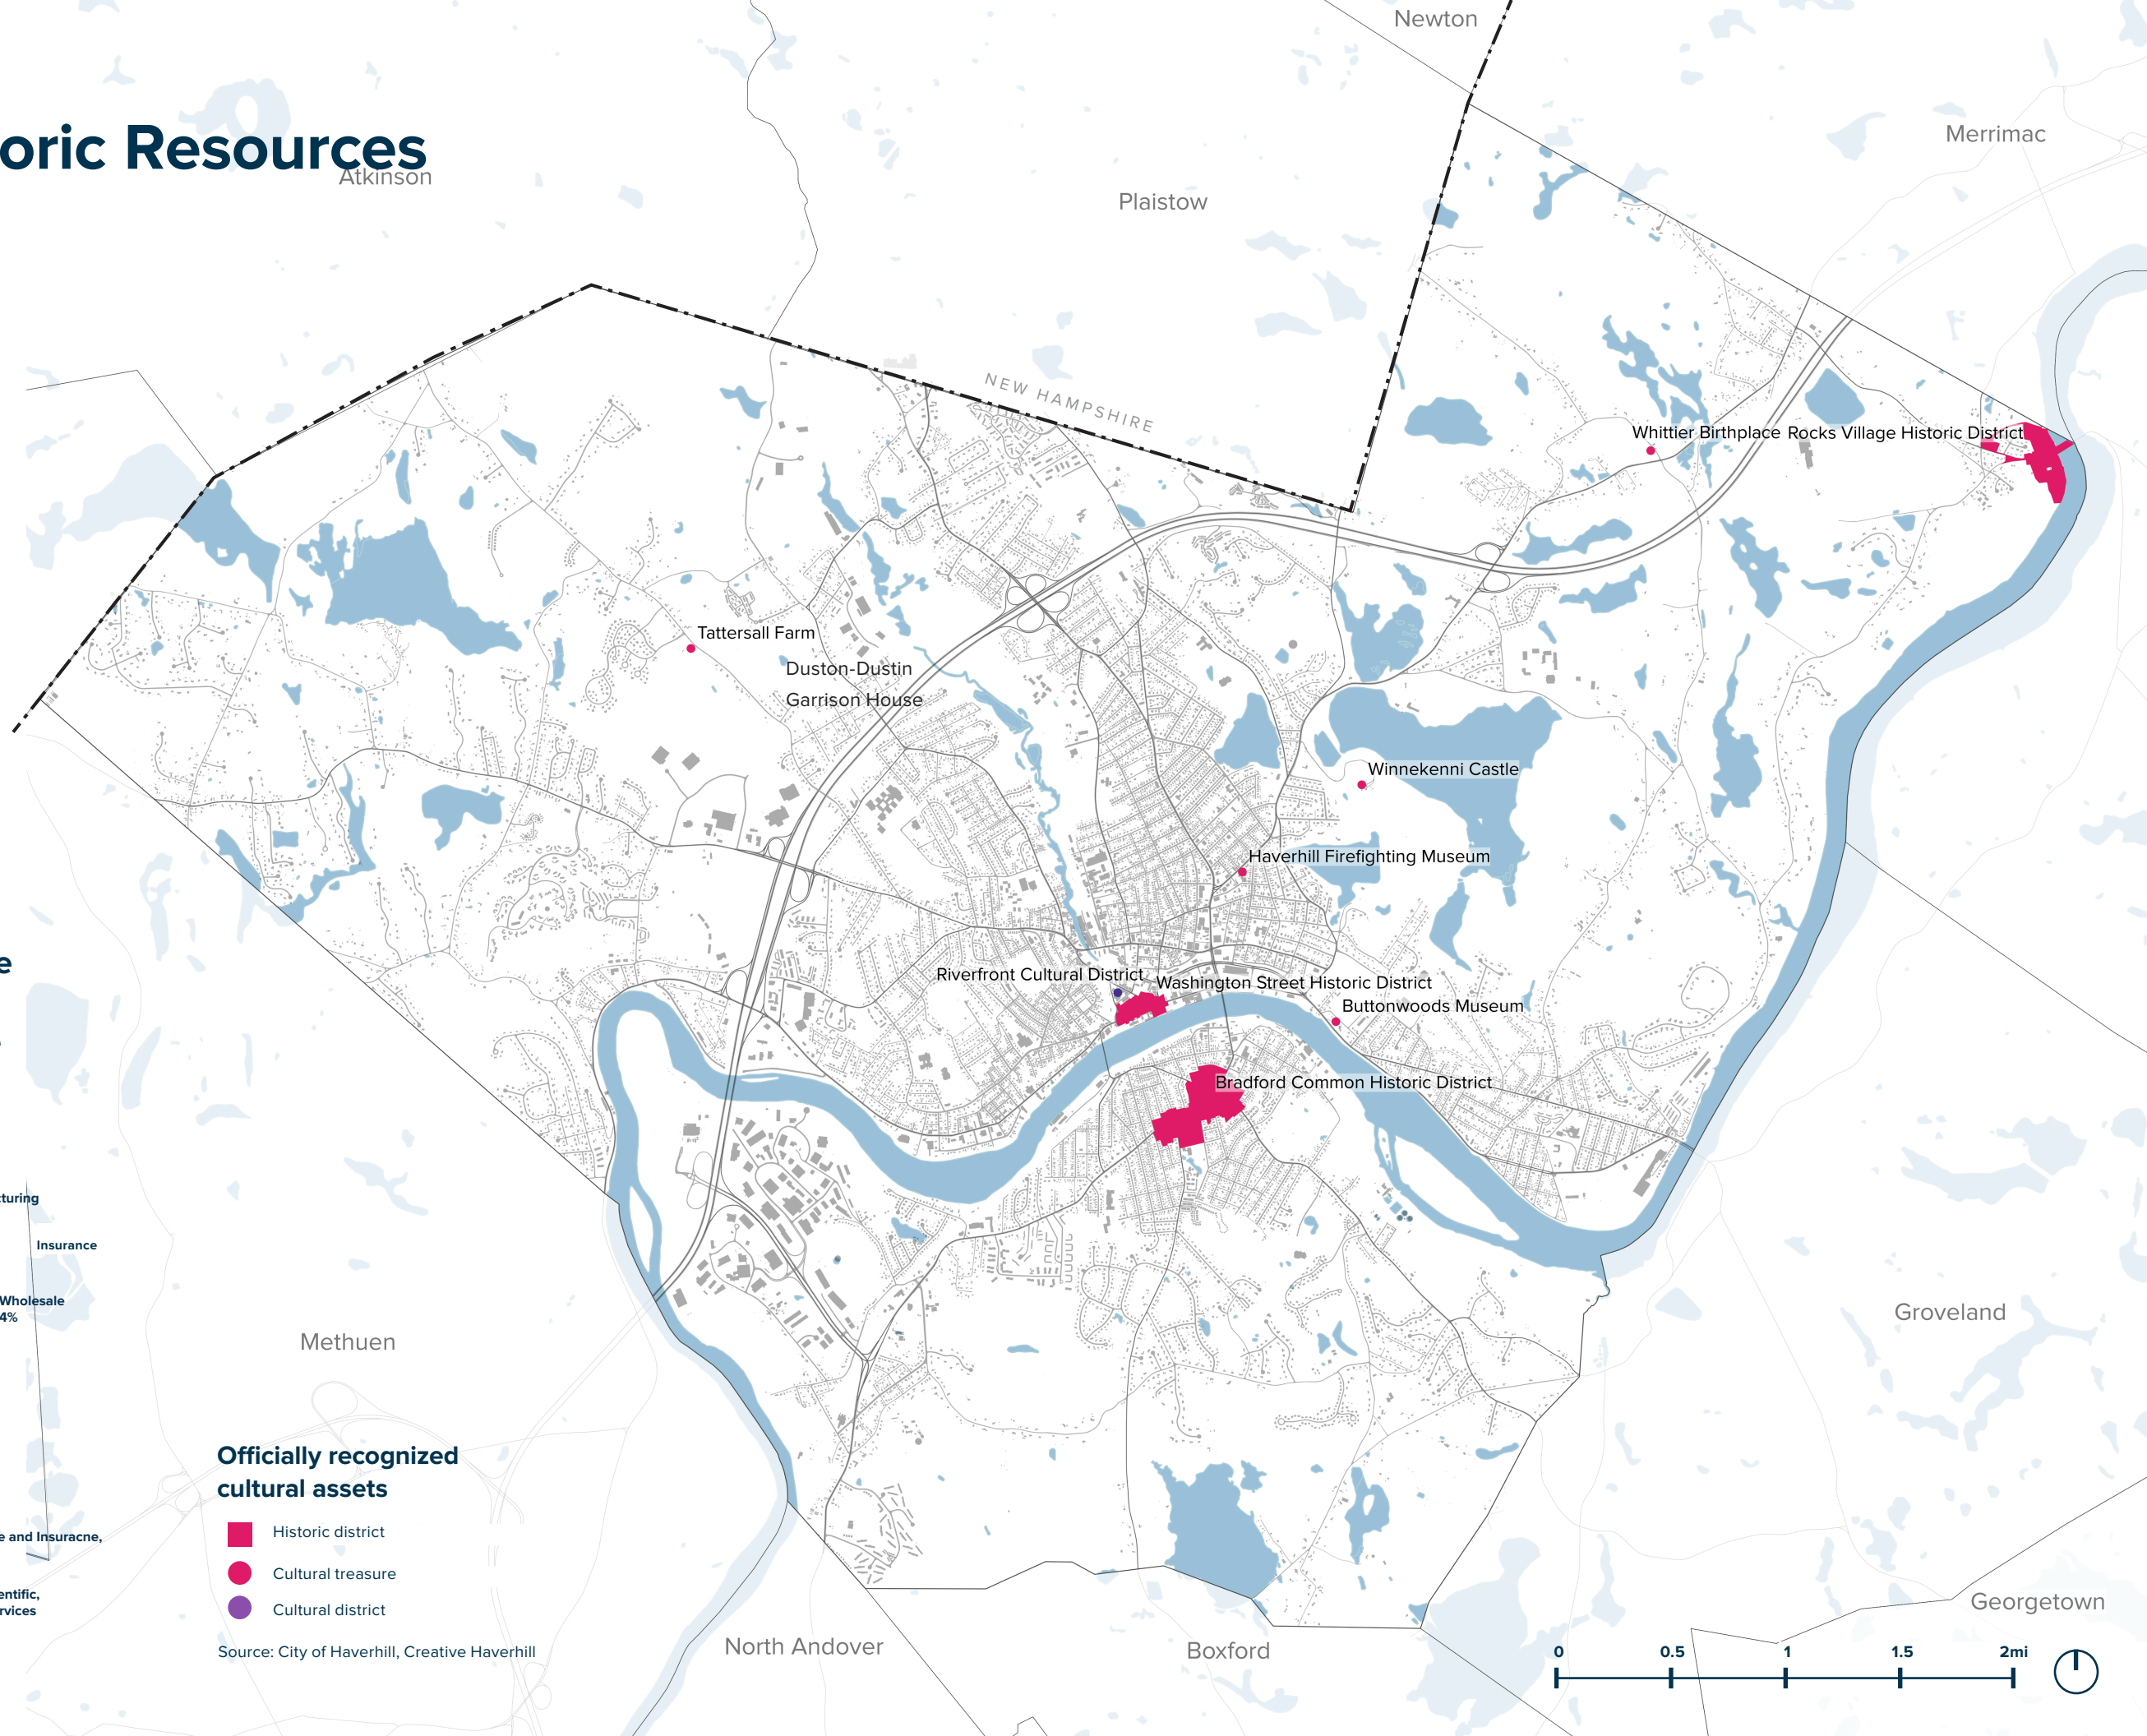 Newton
Merrimac
oric Resources
Atkinson
Plaistow
NEW HAMPSHIRE
Whittier Birthplace
Rocks Village Historic District
Tattersall Farm
Duston-Dustin
Garrison House
Winnekenni Castle
Haverhill Firefighting Museum
e
Riverfront Cultural District
Washington Street Historic District
Buttonwoods Museum
Bradford Common Historic District
cturing
Insurance
Wholesale
4%
Methuen
Groveland
Officially recognized
cultural assets
Historic district
Cultural treasure
Cultural district
Source: City of Haverhill, Creative Haverhill
e and Insuracne,
entific,
rvices
North Andover
Boxford
Georgetown
0 0.5 1 1.5 2mi